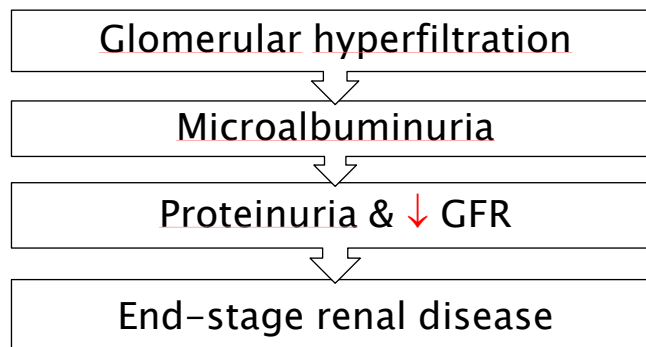 Glomerular hyperfiltration
Microalbuminuria
Proteinuria & ↓ GFR
End-stage renal disease